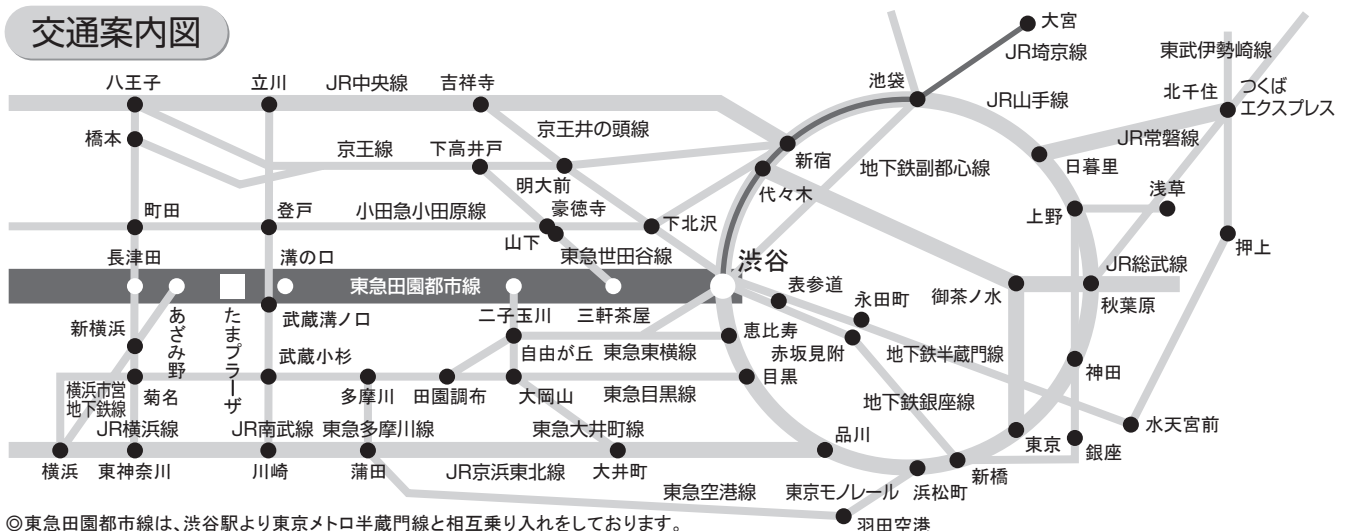 交通案内図
大宮
JR埼京線
東武伊勢崎線
池袋
八王子
立川
JR中央線
吉祥寺
北千住
つくば
エクスプレス
JR山手線
橋本
京王井の頭線
JR常磐線
京王線
下高井戸
新宿
地下鉄副都心線
日暮里
明大前
代々木
浅草
町田
登戸
小田急小田原線
豪徳寺
下北沢
上野
山下
押上
長津田
溝の口
東急世田谷線
渋谷
JR総武線
東急田園都市線
表参道
永田町
御茶ノ水
秋葉原
新横浜
あざみ野
たまプラーザ
武蔵溝ノ口
二子玉川
三軒茶屋
恵比寿
赤坂見附
地下鉄半蔵門線
自由が丘
東急東横線
武蔵小杉
神田
横浜市営
地下鉄線
菊名
多摩川
田園調布
大岡山
東急目黒線
目黒
地下鉄銀座線
JR横浜線
JR南武線
東急多摩川線
東急大井町線
品川
水天宮前
横浜
東神奈川
川崎
蒲田
JR京浜東北線
大井町
東京
銀座
新橋
東急空港線
東京モノレール
浜松町
羽田空港
◎東急田園都市線は、渋谷駅より東京メトロ半蔵門線と相互乗り入れをしております。